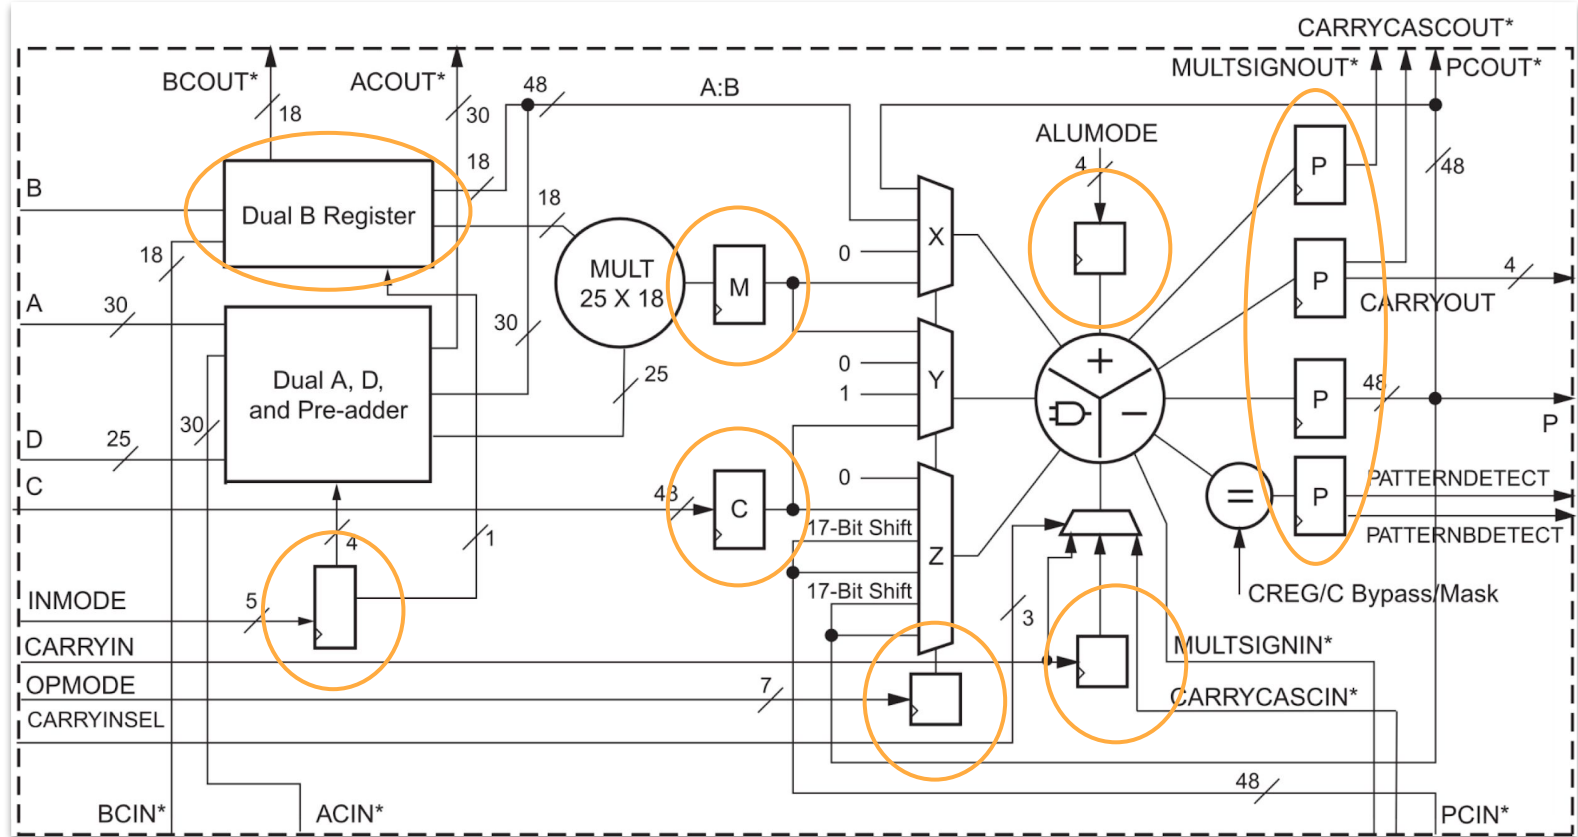 CARRYCASCOUT*
MULTSIGNOUT*
PCOUT*
BCOUT*
ACOUT*
18
30
48
A:B
ALUMODE
4
B
18
Dual B Register
18
18
A
30
Dual A, D,
and Pre-adder
30
30
D
25
C
MULT
25 X 18
25
M
X
0
Y
0
1
C
48
0
17-Bit Shift
Z
17-Bit Shift
P
48
P
4
CARRYOUT
P
48
P
P
PATTERNDETECT
PATTERNBDETECT
=
CREG/C Bypass/Mask
4
1
INMODE
5
CARRYIN
OPMODE
7
CARRYINSEL
3
MULTSIGNIN*
CARRYCASCIN*
48
BCIN*
ACIN*
PCIN*